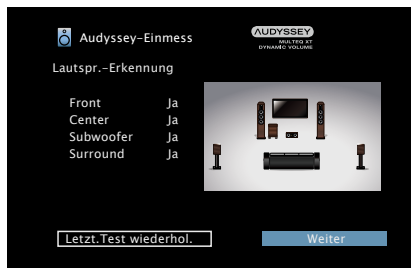 Audyssey-Einmess
AUDYSSEY
MULTEQ XT
DYNAMIC VOLUME
Lautspr.-Erkennung
Front Ja
Center Ja
Subwoofer Ja
Surround Ja
Letzt.Test wiederhol.
Weiter